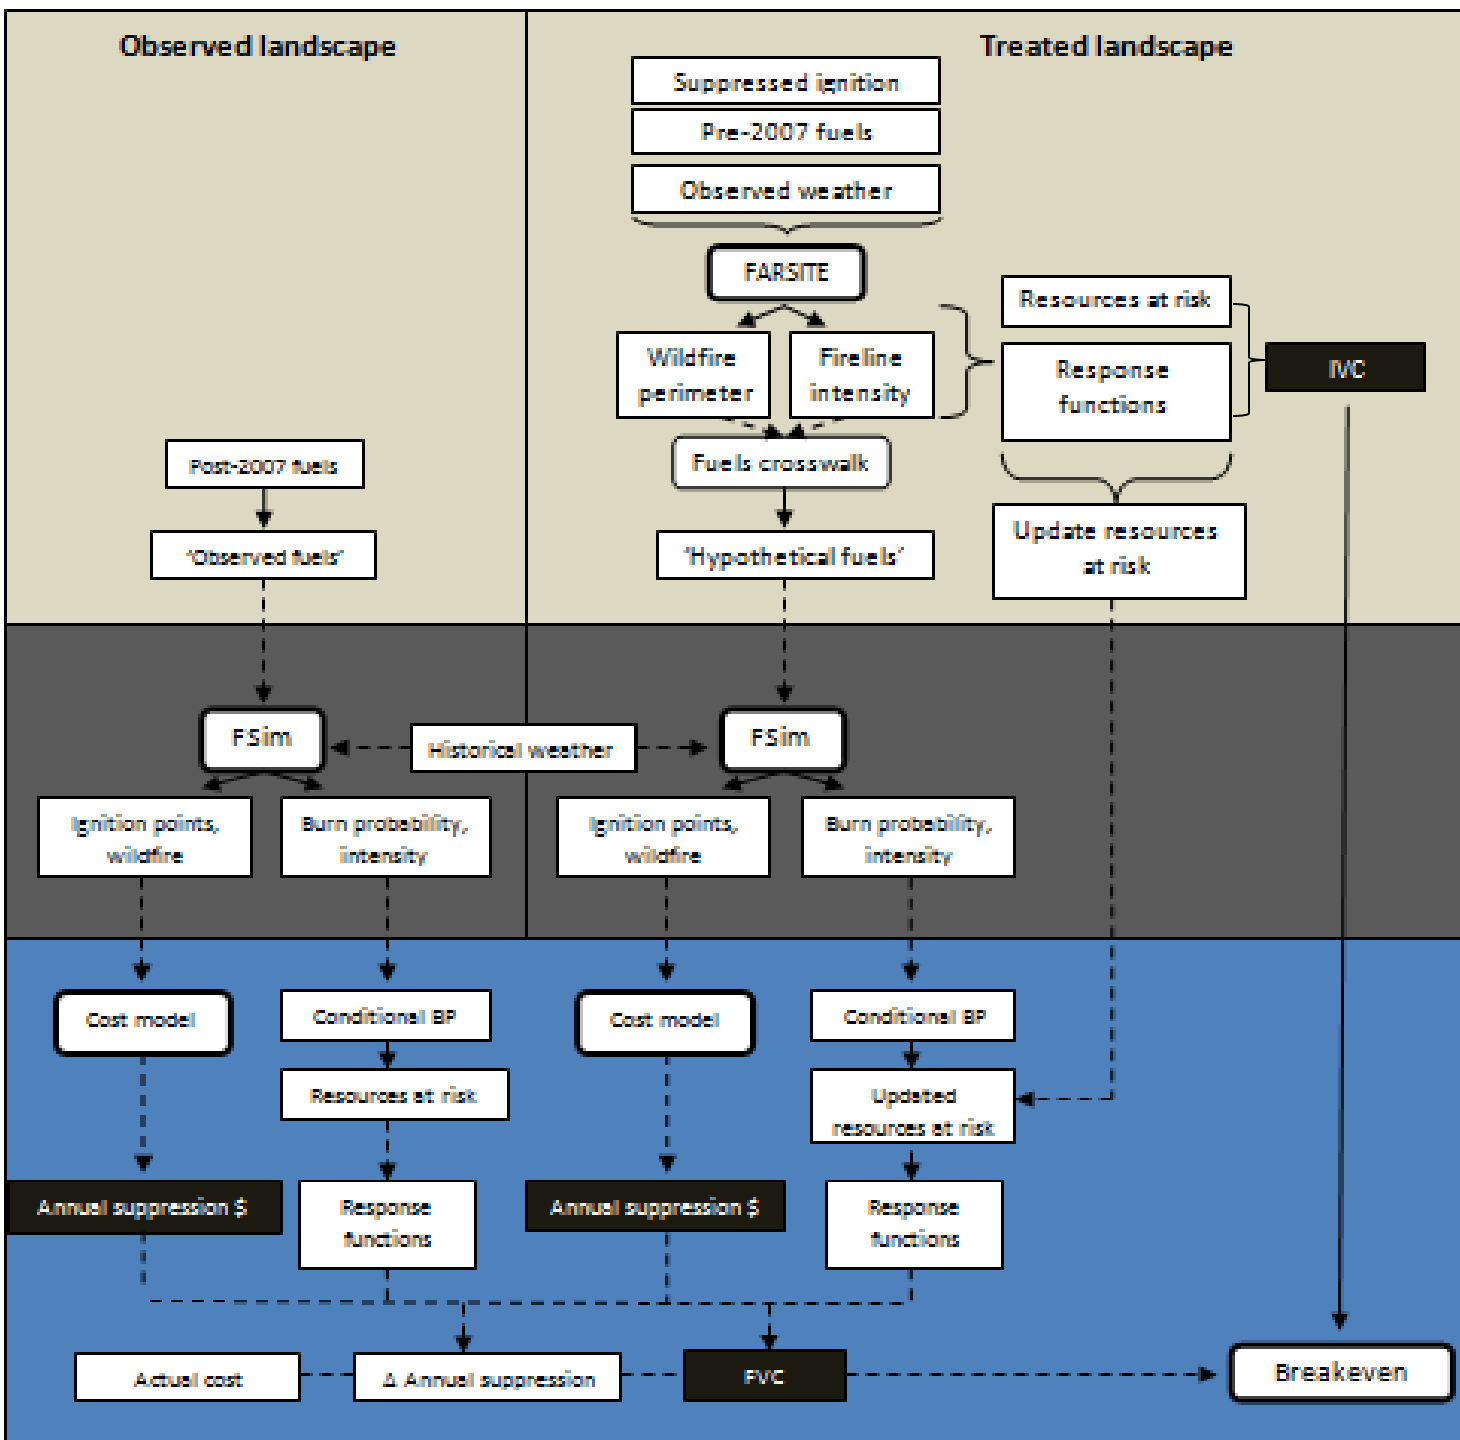 Observed landscape
Treated landscape
Suppressed ignition
Pre-2007 fuels
Observed weather
FARSITE
Wildfire
perimeter
Fireline
intensity
Resources at risk
Response
functions
IVC
Fuels crosswalk
Post-2007 fuels
'Observed fuels'
'Hypothetical fuels'
Update resources
at risk
FSim
Historical weather
FSim
Ignition points,
wildfire
Burn probability,
intensity
Ignition points,
wildfire
Burn probability,
intensity
Cost model
Conditional BP
Cost model
Conditional BP
Resources at risk
Updated
resources at risk
Annual suppression $
Response
functions
Annual suppression $
Response
functions
Actual cost
Δ Annual suppression
FVC
Breakeven